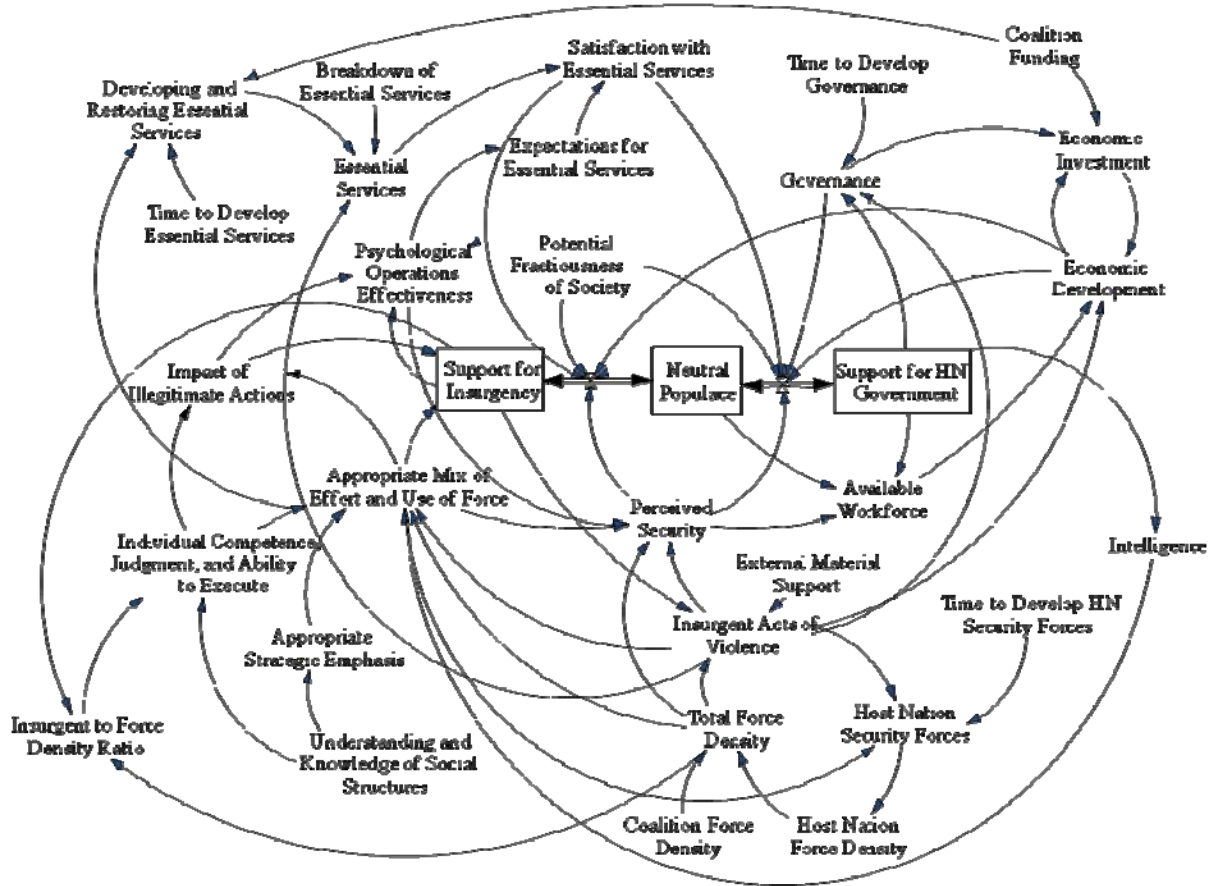 Coalition
Funding
Satisfaction with
Essential Services
Time to Develop
Governance
Breakdown of
Essential Services
Developing and
Restoring Essential
Services
Economic
Investment
Expectations for
Essential Services
Essential
Services
Governance
Time to Develop
Essential Services
Psychological
Operations
Effectiveness
Potential
Fractiousness
of Society
Economic
Development
Impact of
Illegitimate Actions
Support for
Insurgency
Neutral
Populace
Support for HN
Government
Appropriate Mix of
Effort and Use of Force
Available
Workforce
Perceived
Security
Intelligence
Individual Competence,
Judgment, and Ability
to Execute
External Material
Support
Time to Develop HN
Security Forces
Insurgent Acts of
Violence
Appropriate
Strategic Emphasis
Insurgent to Force
Density Ratio
Total Force
Density
Host Nation
Security Forces
Understanding and
Knowledge of Social
Structures
Coalition Force
Density
Host Nation
Force Density